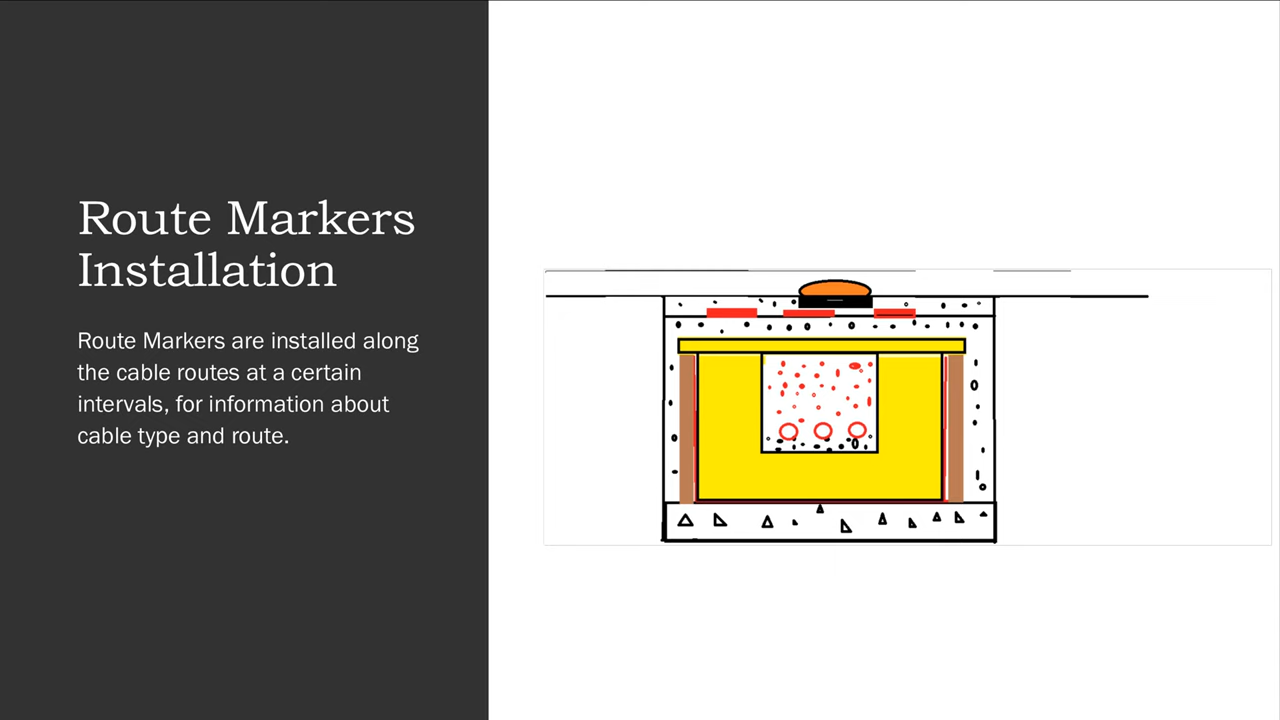 Route Markers
Installation
Route Markers are installed along
the cable routes at a certain
intervals, for information about
cable type and route.